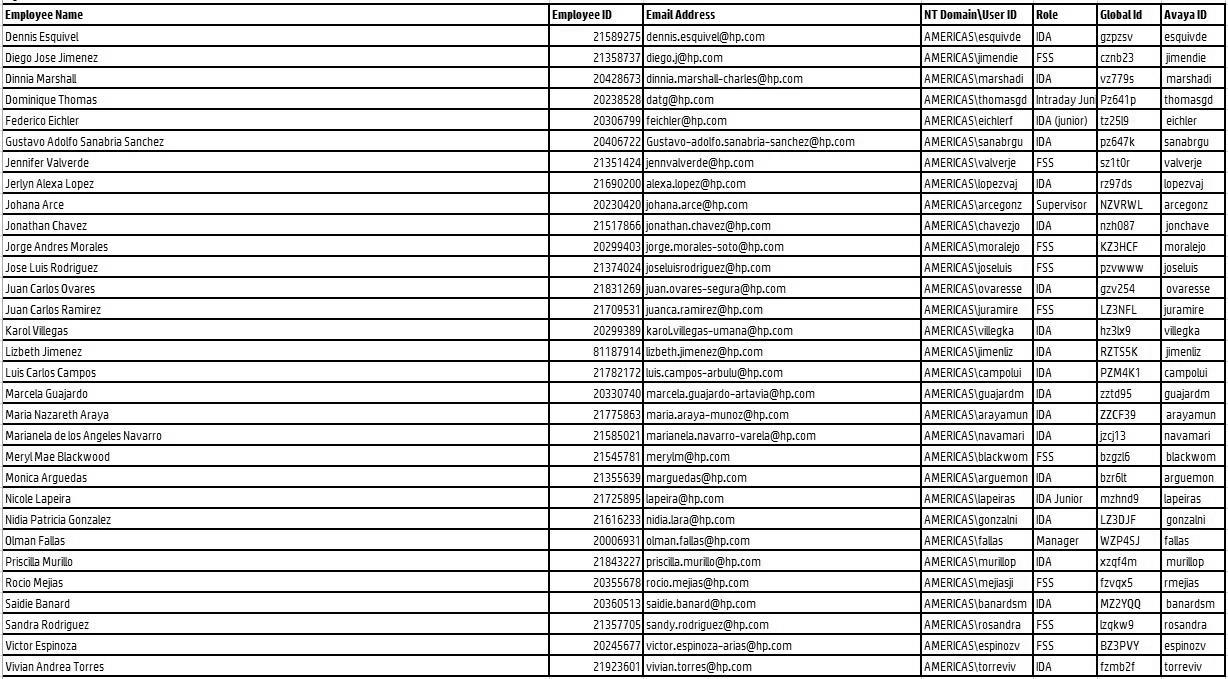 Employee Name Employee ID Email Address NT Domain\User ID Role Global Id Avaya ID
Dennis Esquivel 21589275 dennis.esquivel@hp.com AMERICAS\esquivde IDA gzpzsv esquivde
Diego Jose Jimenez 21358737 diego.j@hp.com AMERICAS\jimendie FSS cznb23 jimendie
Dinnia Marshall 20428673 dinnia.marshall-charles@hp.com AMERICAS\marshadi IDA vz779s marshadi
Dominique Thomas 20238528 datg@hp.com AMERICAS\thomasgd Intraday Juni Pz641p thomasgd
Federico Eichler 20306799 feichler@hp.com AMERICAS\eichlerf IDA (junior) tz25l9 eichler
Gustavo Adolfo Sanabria Sanchez 20406722 Gustavo-adolfo.sanabria-sanchez@hp.com AMERICAS\sanabrgu IDA pz647k sanabrgu
Jennifer Valverde 21351424 jennvalverde@hp.com AMERICAS\valverje FSS sz1t0r valverje
Jerlyn Alexa Lopez 21690200 alexa.lopez@hp.com AMERICAS\lopezvaj IDA rz97ds lopezvaj
Johana Arce 20230420 johana.arce@hp.com AMERICAS\arcegonz Supervisor NZVRWL arcegonz
Jonathan Chavez 21517866 jonathan.chavez@hp.com AMERICAS\chavezjo IDA nzh087 jonchave
Jorge Andres Morales 20299403 jorge.morales-soto@hp.com AMERICAS\moralejo FSS KZ3HCF moralejo
Jose Luis Rodriguez 21374024 joseluisrodriguez@hp.com AMERICAS\joseluis FSS pzvwww joseluis
Juan Carlos Ovares 21831269 juan.ovares-segura@hp.com AMERICAS\ovaresse IDA gzv254 ovaresse
Juan Carlos Ramirez 21709531 juanca.ramirez@hp.com AMERICAS\juramire FSS LZ3NFL juramire
Karol Villegas 20299389 karol.villegas-umana@hp.com AMERICAS\villegka IDA hz3lx9 villegka
Lizbeth Jimenez 81187914 lizbeth.jimenez@hp.com AMERICAS\jimenliz IDA RZTS5K jimenliz
Luis Carlos Campos 21782172 luis.campos-arbulu@hp.com AMERICAS\campolui IDA PZM4K1 campolui
Marcela Guajardo 20330740 marcela.guajardo-artavia@hp.com AMERICAS\guajardm IDA zztd95 guajardm
Maria Nazareth Araya 21775863 maria.araya-munoz@hp.com AMERICAS\arayamun IDA ZZCF39 arayamun
Marianela de los Angeles Navarro 21585021 marianela.navarro-varela@hp.com AMERICAS\navamari IDA jzcj13 navamari
Meryl Mae Blackwood 21545781 merylm@hp.com AMERICAS\blackwom FSS bzgzl6 blackwom
Monica Arguedas 21355639 marguedas@hp.com AMERICAS\arguemon IDA bzr6lt arguemon
Nicole Lapeira 21725895 lapeira@hp.com AMERICAS\lapeiras IDA Junior mzhnd9 lapeiras
Nidia Patricia Gonzalez 21616233 nidia.lara@hp.com AMERICAS\gonzalni IDA LZ3DJF gonzalni
Olman Fallas 20006931 olman.fallas@hp.com AMERICAS\fallas Manager WZP4SJ fallas
Priscilla Murillo 21843227 priscilla.murillo@hp.com AMERICAS\murillop IDA xzqf4m murillop
Rocio Mejias 20355678 rocio.mejias@hp.com AMERICAS\mejiasji FSS fzvqx5 rmejias
Saidie Banard 20360513 saidie.banard@hp.com AMERICAS\banardsm IDA MZ2YQQ banardsm
Sandra Rodriguez 21357705 sandy.rodriguez@hp.com AMERICAS\rosandra FSS lzqkw9 rosandra
Victor Espinoza 20245677 victor.espinoza-arias@hp.com AMERICAS\espinozv FSS BZ3PVY espinozv
Vivian Andrea Torres 21923601 vivian.torres@hp.com AMERICAS\torreviv IDA fzmb2f torreviv